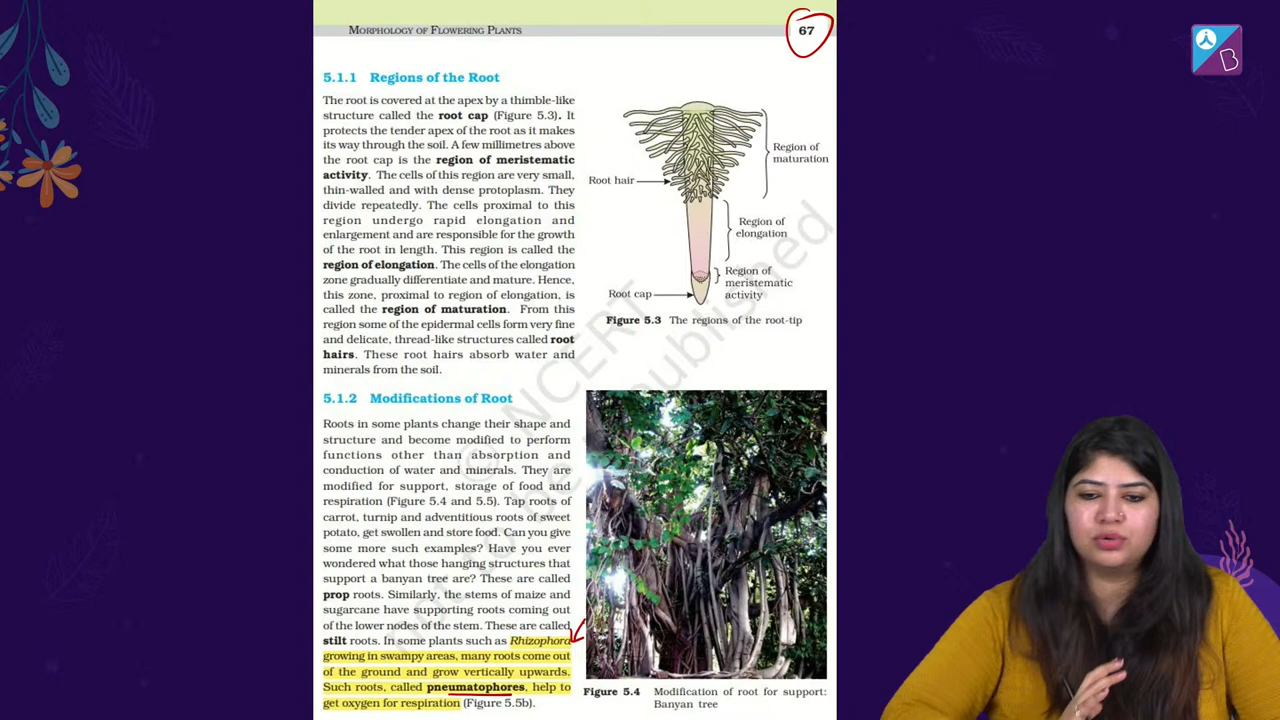 MORPHOLOGY OF FLOWERING PLANTS
67
5.1.1 Regions of the Root
The root is covered at the apex by a thimble-like
structure called the root cap (Figure 5.3). It
protects the tender apex of the root as it makes
its way through the soil. A few millimetres above
the root cap is the region of meristematic
activity. The cells of this region are very small,
thin-walled and with dense protoplasm. They
divide repeatedly. The cells proximal to this
region undergo rapid elongation and
enlargement and are responsible for the growth
of the root in length. This region is called the
region of elongation. The cells of the elongation
zone gradually differentiate and mature. Hence,
this zone, proximal to region of elongation, is
called the region of maturation. From this
region some of the epidermal cells form very fine
and delicate, thread-like structures called root
hairs. These root hairs absorb water and
minerals from the soil.
Region of
maturation
Root hair
Region of
elongation
Region of
meristematic
activity
Root cap
Figure 5.3 The regions of the root-tip
5.1.2 Modifications of Root
Roots in some plants change their shape and
structure and become modified to perform
functions other than absorption and
conduction of water and minerals. They are
modified for support, storage of food and
respiration (Figure 5.4 and 5.5). Tap roots of
carrot, turnip and adventitious roots of sweet
potato, get swollen and store food. Can you give
some more such examples? Have you ever
wondered what those hanging structures that
support a banyan tree are? These are called
prop roots. Similarly, the stems of maize and
sugarcane have supporting roots coming out
of the lower nodes of the stem. These are called
stilt roots. In some plants such as Rhizophora
growing in swampy areas, many roots come out
of the ground and grow vertically upwards.
Such roots, called pneumatophores, help to
get oxygen for respiration (Figure 5.5b).
Figure 5.4 Modification of root for support:
Banyan tree
© NCERT
not to be republished
B